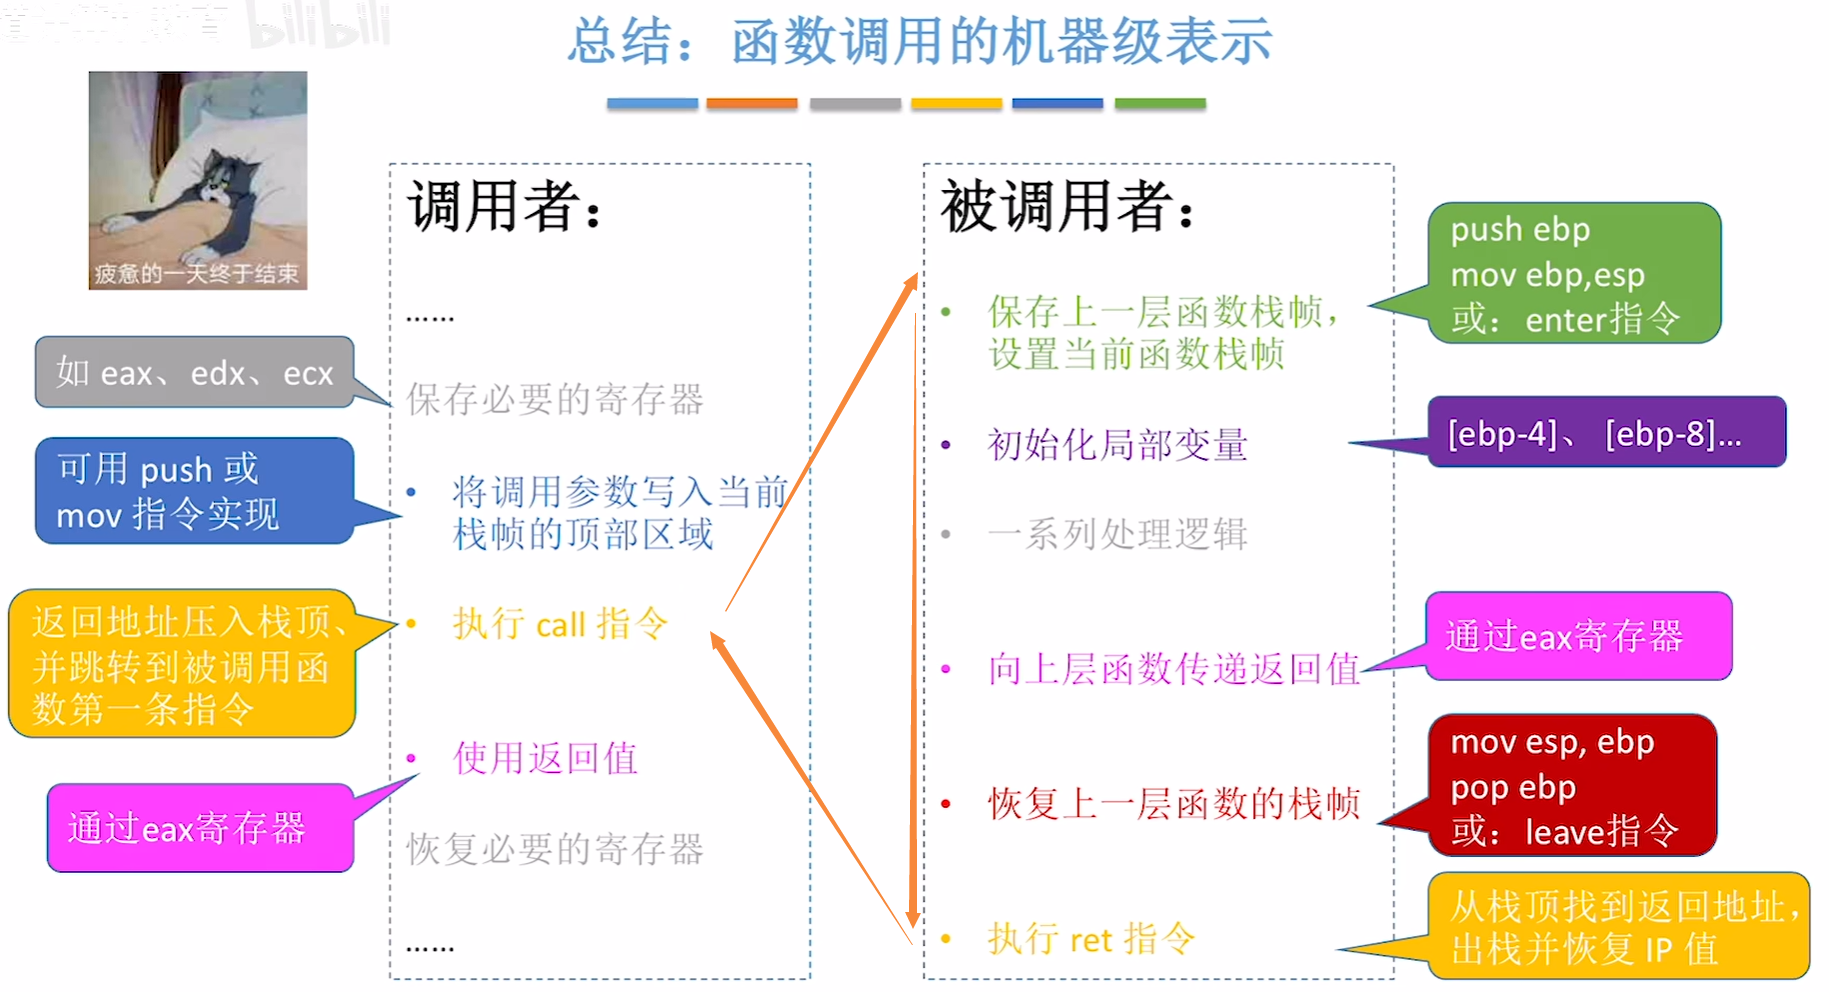 bilibili
总结：函数调用的机器级表示
疲惫的一天终于结束
调用者：
……
如 eax、edx、ecx
保存必要的寄存器
可用 push 或
mov 指令实现
• 将调用参数写入当前
栈帧的顶部区域
返回地址压入栈顶、
并跳转到被调用函
数第一条指令
• 执行 call 指令
• 使用返回值
通过eax寄存器
恢复必要的寄存器
……
被调用者：
• 保存上一层函数栈帧，
设置当前函数栈帧
push ebp
mov ebp,esp
或：enter指令
• 初始化局部变量
[ebp-4]、 [ebp-8]…
• 一系列处理逻辑
• 向上层函数传递返回值
通过eax寄存器
• 恢复上一层函数的栈帧
mov esp, ebp
pop ebp
或：leave指令
• 执行 ret 指令
从栈顶找到返回地址，
出栈并恢复 IP 值